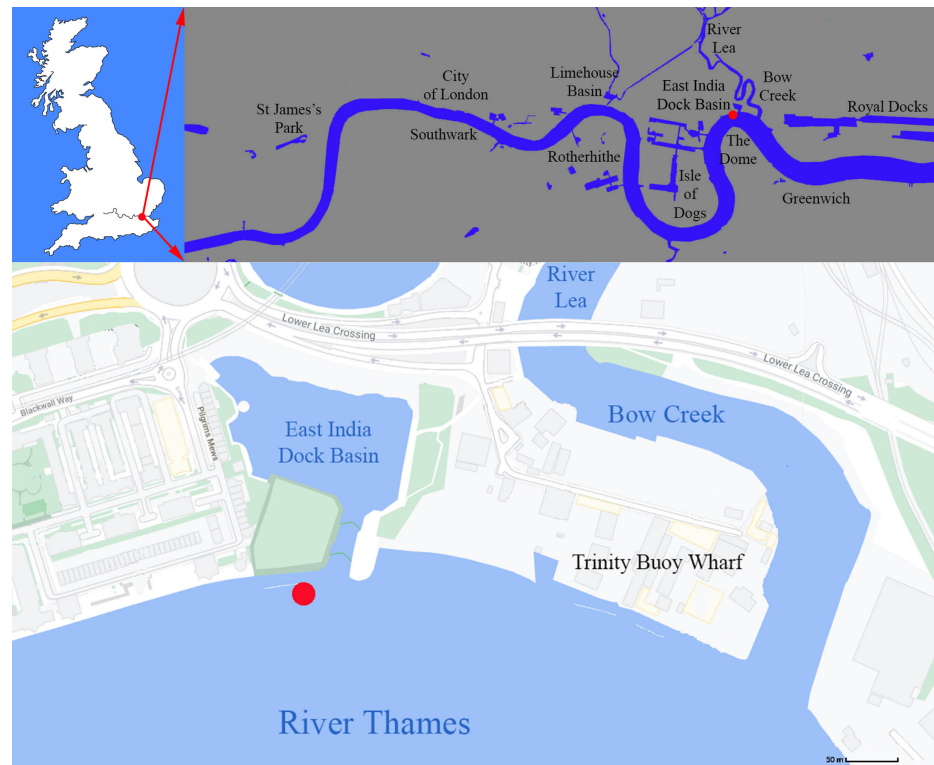 River
Lea
Limehouse
Basin
City
of London
East India
Dock Basin
Bow
Creek
Royal Docks
St James's
Park
Southwark
Rotherhithe
The
Dome
Isle
of
Dogs
Greenwich
River
Lea
Lower Lea Crossing
Lower Lea Crossing
Blackwall Way
Pilgrims Mews
East India
Dock Basin
Bow Creek
Trinity Buoy Wharf
River Thames
50 m